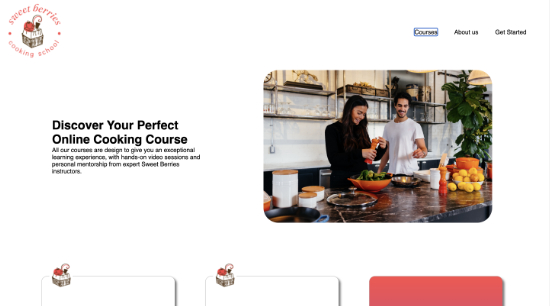 sweet berries
cooking school
Courses
About us
Get Started
Discover Your Perfect
Online Cooking Course
All our courses are design to give you an exceptional
learning experience, with hands-on video sessions and
personal mentorship from expert Sweet Berries
instructors.